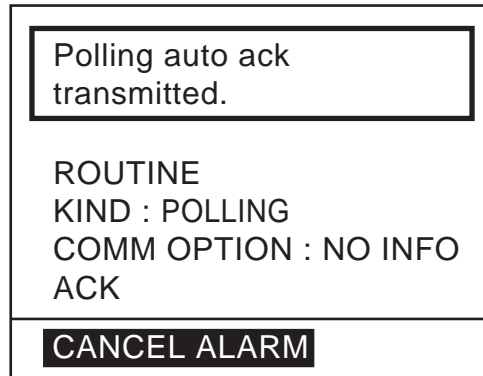 Polling auto ack
transmitted.
ROUTINE
KIND : POLLING
COMM OPTION : NO INFO
ACK
CANCEL ALARM